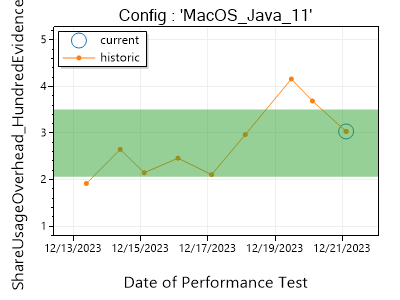 Config : 'MacOS_Java_11'
current
historic
ShareUsageOverhead_HundredEvidence
5
4
3
2
1
12/13/2023
12/15/2023
12/17/2023
12/19/2023
12/21/2023
Date of Performance Test